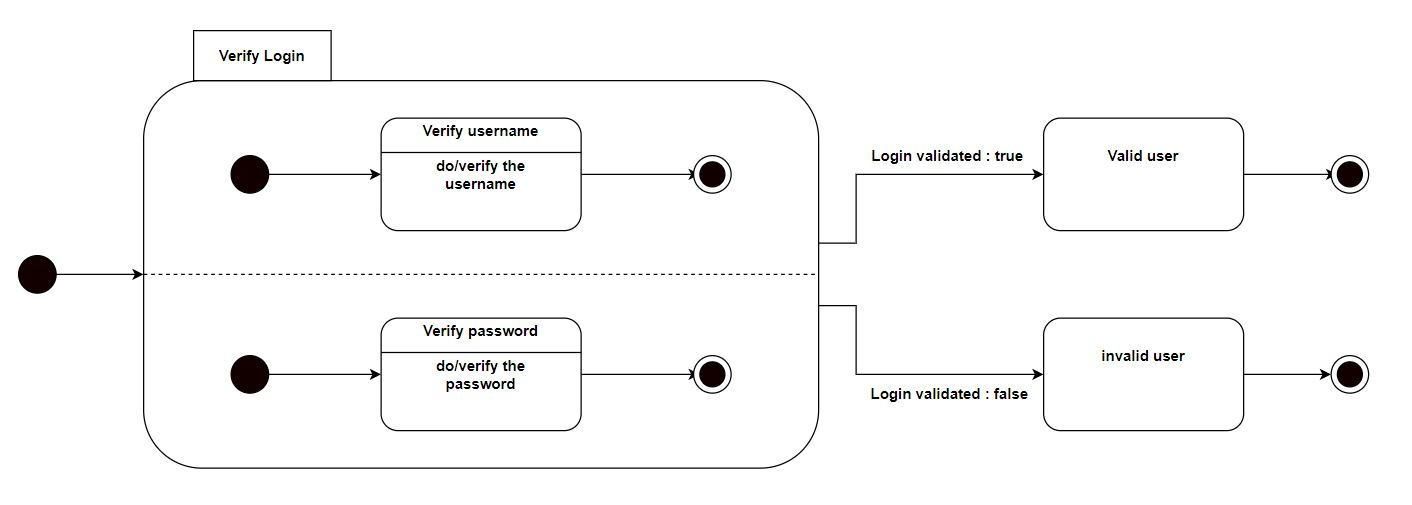 Verify Login
Verify username
do/verify the
username
Login validated : true
Valid user
Verify password
do/verify the
password
invalid user
Login validated : false